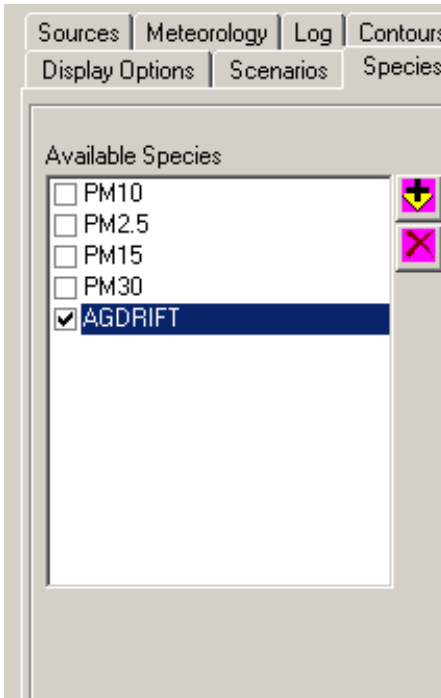 Sources Meteorology Log Contours
Display Options Scenarios Species
Available Species
PM10
PM2.5
PM15
PM30
AGDRIFT